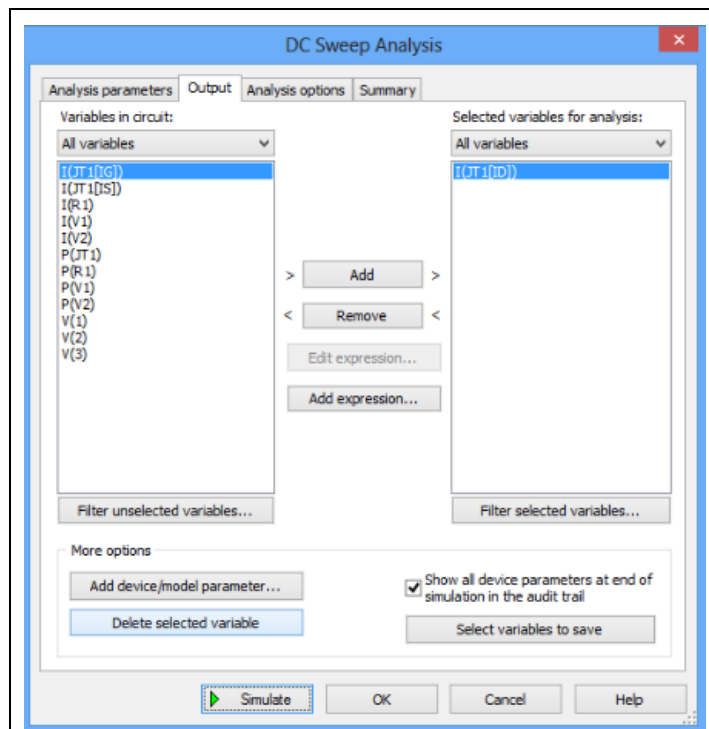 DC Sweep Analysis
Analysis parameters Output Analysis options Summary
Variables in circuit:
Selected variables for analysis:
All variables
All variables
I(JT1[IG])
I(JT1[ID])
I(JT1[IS])
I(R1)
I(V1)
I(V2)
P(JT1)
P(R1)
P(V1)
P(V2)
V(1)
V(2)
V(3)
> Add >
< Remove <
Edit expression...
Add expression...
Filter unselected variables...
Filter selected variables...
More options
Add device/model parameter...
Delete selected variable
Show all device parameters at end of
simulation in the audit trail
Select variables to save
Simulate OK Cancel Help